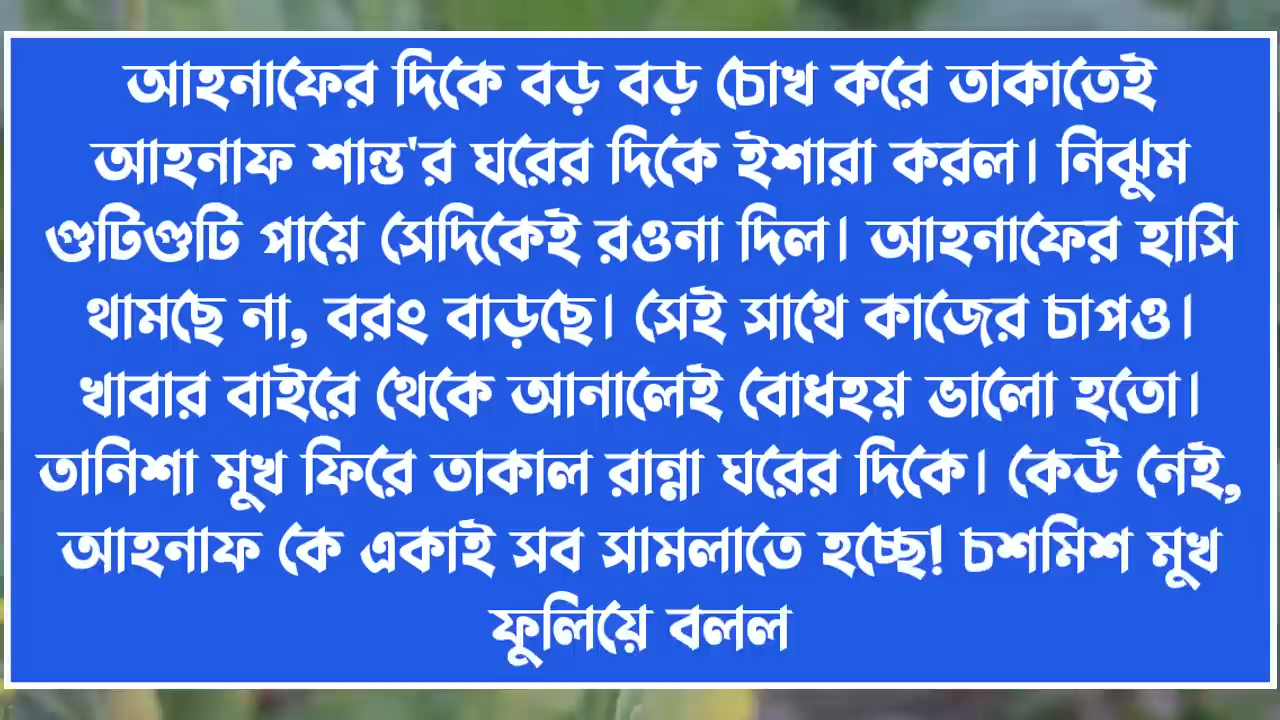 আহনাফের দিকে বড় বড় চোখ করে তাকাতেই
আহনাফ শান্ত'র ঘরের দিকে ইশারা করল। নিঝুম
গুটিগুটি পায়ে সেদিকেই রওনা দিল। আহনাফের হাসি
থামছে না, বরং বাড়ছে। সেই সাথে কাজের চাপও।
খাবার বাইরে থেকে আনালেই বোধহয় ভালো হতো।
তানিশা মুখ ফিরে তাকাল রান্না ঘরের দিকে। কেউ নেই,
আহনাফ কে একাই সব সামলাতে হচ্ছে! চশমিশ মুখ
ফুলিয়ে বলল